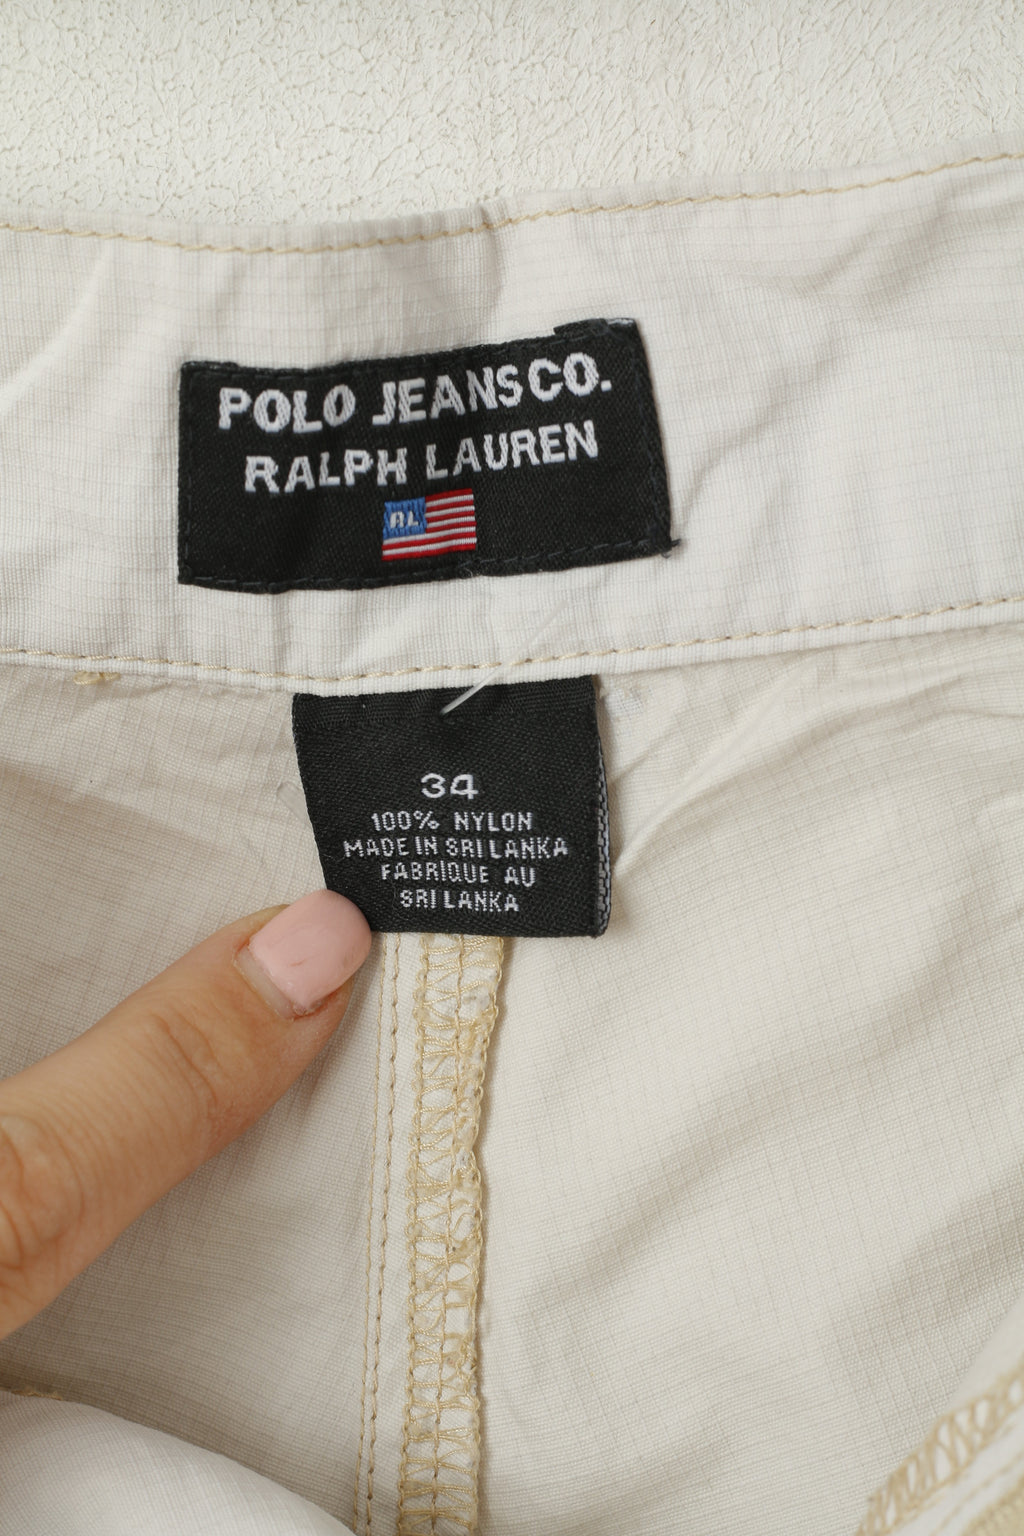 POLO JEANS CO.
RALPH LAUREN
RL
34
100% NYLON
MADE IN SRI LANKA
FABRIQUE AU
SRI LANKA